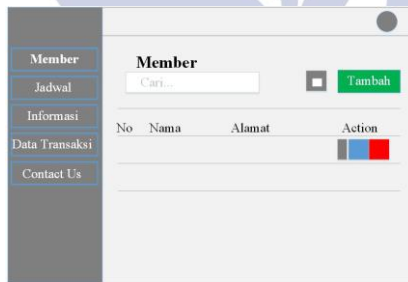 Member
Jadwal
Informasi
Data Transaksi
Contact Us
Member
Cari...
Tambah
No Nama Alamat Action